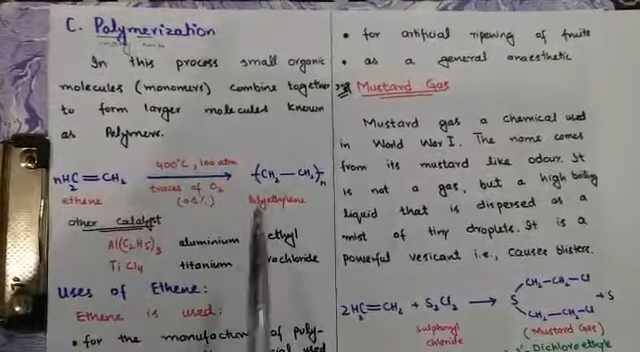 C. Polymerization
many units
In this process small organic
molecules (monomers) combine together
to form larger molecules known
as Polymers.
nH₂C=CH₂ 400°C, 100 atm → {CH₂—CH₂}n
traces of O₂
ethene (0.1%) Polyethylene
other catalyst
Al(C₂H₅)₃ aluminium ethyl
TiCl₄ titanium
Uses of Ethene:
Ethene is used:
• for the manufacture of poly-
used
• for artificial ripening of fruits
• as a general anaesthetic
Mustard Gas
Mustard gas a chemical used
in World War I. The name comes
from its mustard like odour. It
is not a gas, but a high boiling
liquid that is dispersed as a
mist of tiny droplets. It is a
powerful vesicant i.e., causes blisters.
CH₂—CH₂—Cl
2H₂C=CH₂ + S₂Cl₂ → S + S
CH₂—CH₂—Cl
sulphonyl (Mustard Gas)
chloride